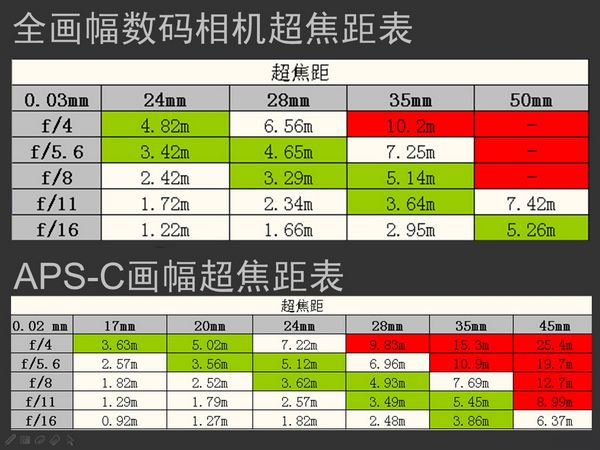 全画幅数码相机超焦距表
超焦距
0.03mm 24mm 28mm 35mm 50mm
f/4 4.82m 6.56m 10.2m -
f/5.6 3.42m 4.65m 7.25m -
f/8 2.42m 3.29m 5.14m -
f/11 1.72m 2.34m 3.64m 7.42m
f/16 1.22m 1.66m 2.95m 5.26m
APS-C画幅超焦距表
超焦距
0.02 mm 17mm 20mm 24mm 28mm 35mm 45mm
f/4 3.63m 5.02m 7.22m 9.83m 15.3m 25.4m
f/5.6 2.57m 3.56m 5.12m 6.96m 10.9m 19.7m
f/8 1.82m 2.52m 3.62m 4.93m 7.69m 12.7m
f/11 1.29m 1.79m 2.57m 3.49m 5.45m 8.99m
f/16 0.92m 1.27m 1.82m 2.48m 3.86m 6.37m